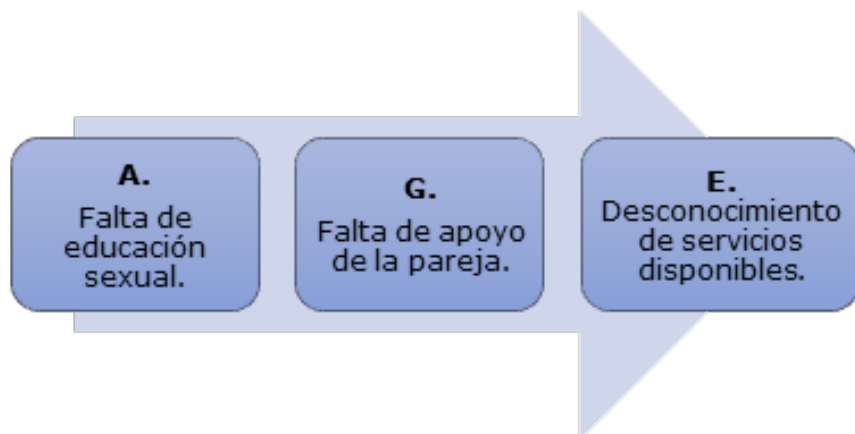 A.
Falta de
educación
sexual.
G.
Falta de apoyo
de la pareja.
E.
Desconocimiento
de servicios
disponibles.